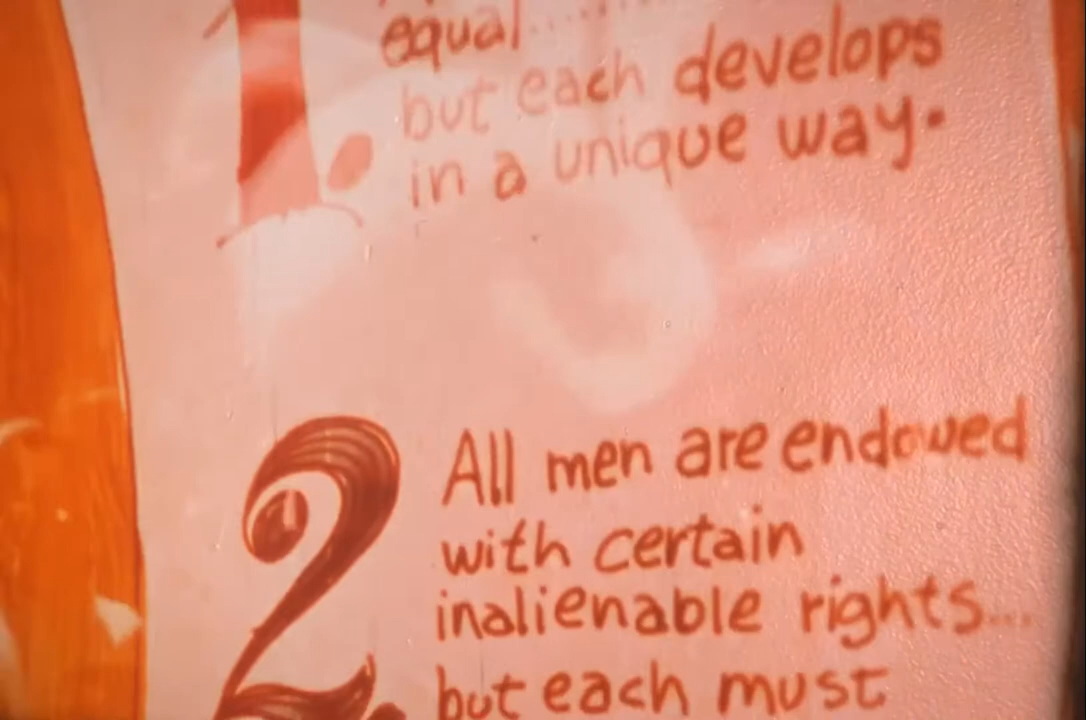 1. equal........
but each develops
in a unique way.
2. All men are endowed
with certain
inalienable rights...
but each must